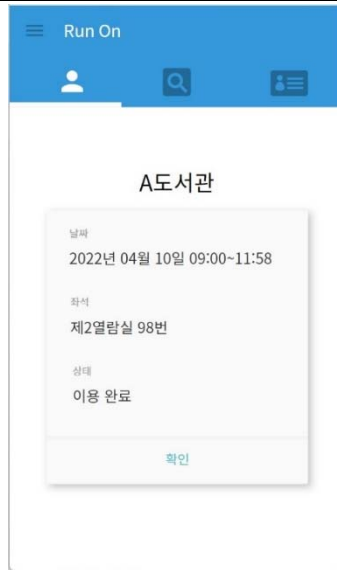 Run On
A도서관
날짜
2022년 04월 10일 09:00~11:58
좌석
제2열람실 98번
상태
이용 완료
확인